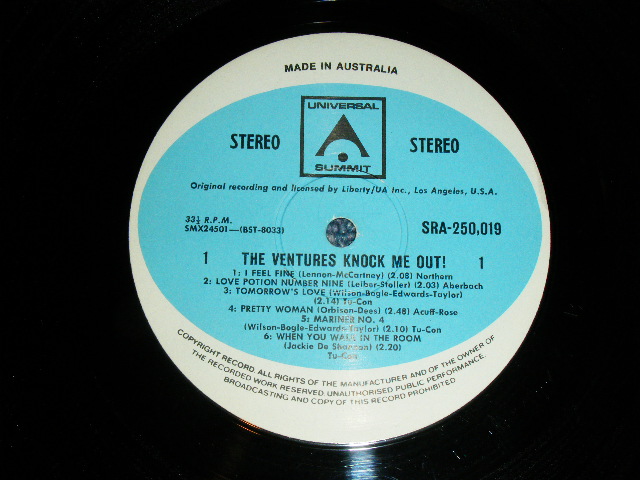 MADE IN AUSTRALIA
UNIVERSAL
SUMMIT
STEREO STEREO
Original recording and licensed by Liberty/UA Inc., Los Angeles, U.S.A.
33⅓ R.P.M.
SMX24501—(BST-8033)
SRA-250,019
1 THE VENTURES KNOCK ME OUT! 1
1: I FEEL FINE (Lennon-McCartney) (2.08) Northern
2: LOVE POTION NUMBER NINE (Leiber-Stoller) (2.03) Aberbach
3: TOMORROW'S LOVE (Wilson-Bogle-Edwards-Taylor)
(2.14) Tu-Con
4: PRETTY WOMAN (Orbison-Dees) (2.48) Acuff-Rose
5: MARINER NO. 4
(Wilson-Bogle-Edwards-Taylor) (2.10) Tu-Con
6: WHEN YOU WALK IN THE ROOM
(Jackie De Shannon) (2.20)
Tu-Con
COPYRIGHT RECORD. ALL RIGHTS OF THE MANUFACTURER AND OF THE OWNER OF
THE RECORDED WORK RESERVED. UNAUTHORISED PUBLIC PERFORMANCE,
BROADCASTING AND COPY OF THIS RECORD PROHIBITED